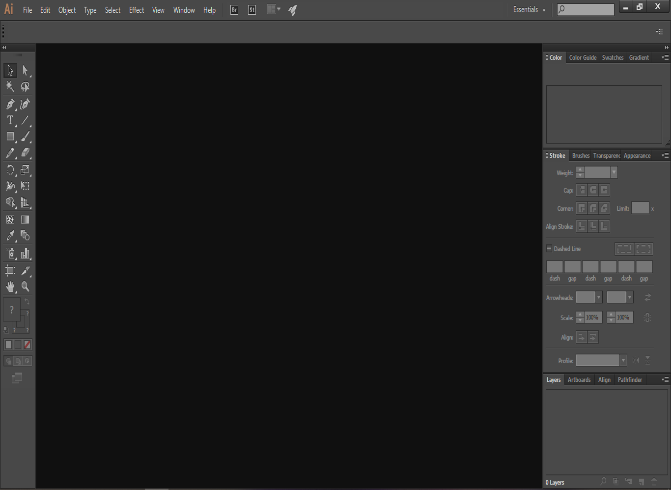 Ai File Edit Object Type Select Effect View Window Help Br St Essentials
Color Color Guide Swatches Gradient
Stroke Brushes Transparenc Appearance
Weight:
Cap:
Corner: Limit: x
Align Stroke:
Dashed Line
dash gap dash gap dash gap
Arrowheads:
Scale: 100% 100%
Align:
Profile:
?
Layers Artboards Align Pathfinder
0 Layers